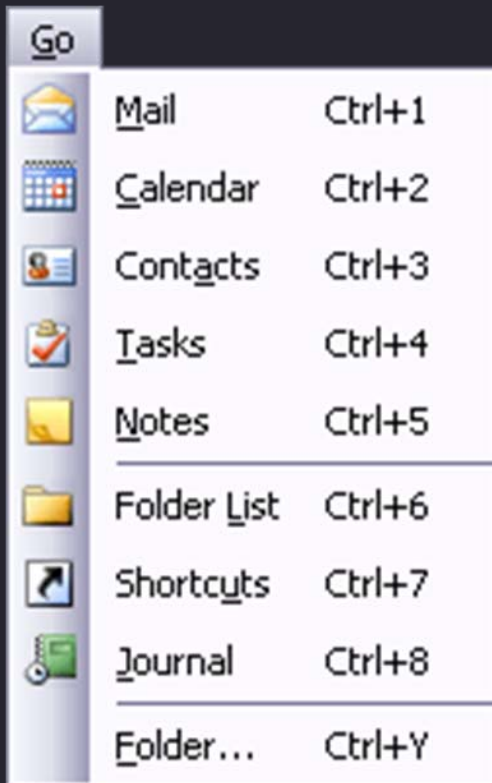 Go
Mail Ctrl+1
Calendar Ctrl+2
Contacts Ctrl+3
Tasks Ctrl+4
Notes Ctrl+5
Folder List Ctrl+6
Shortcuts Ctrl+7
Journal Ctrl+8
Folder... Ctrl+Y